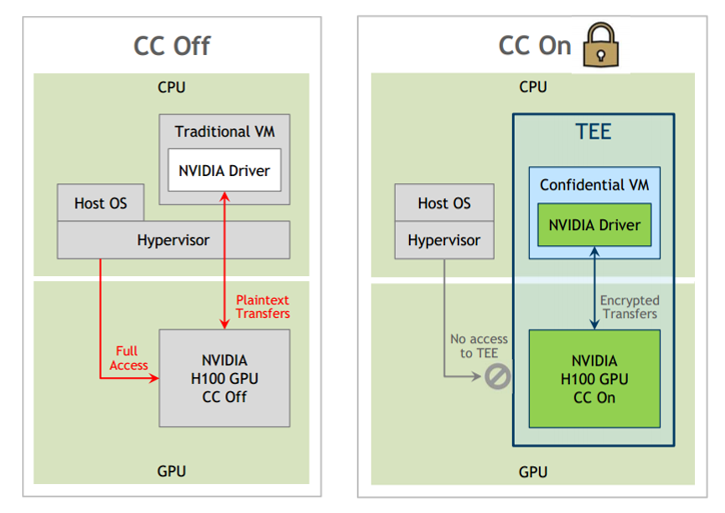 CC Off
CPU
Traditional VM
NVIDIA Driver
Host OS
Hypervisor
Plaintext
Transfers
Full
Access
NVIDIA
H100 GPU
CC Off
GPU
CC On
CPU
TEE
Confidential VM
NVIDIA Driver
Host OS
Hypervisor
Encrypted
Transfers
No access
to TEE
NVIDIA
H100 GPU
CC On
GPU